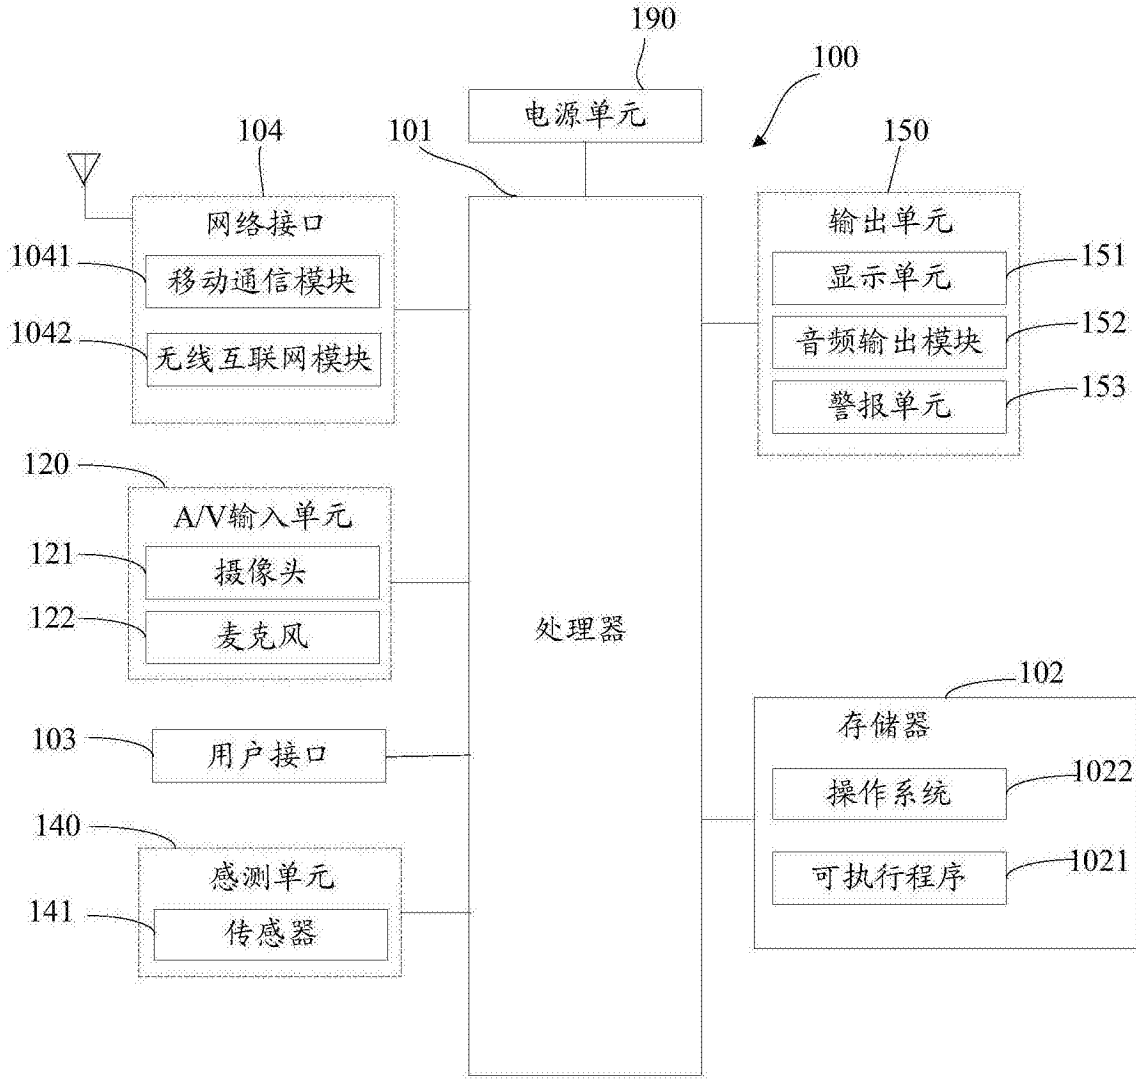 190
100
电源单元
104
101
150
网络接口
1041
移动通信模块
1042
无线互联网模块
输出单元
显示单元
151
音频输出模块
152
警报单元
153
120
A/V输入单元
121
摄像头
122
麦克风
处理器
103
用户接口
140
感测单元
141
传感器
102
存储器
操作系统
1022
可执行程序
1021